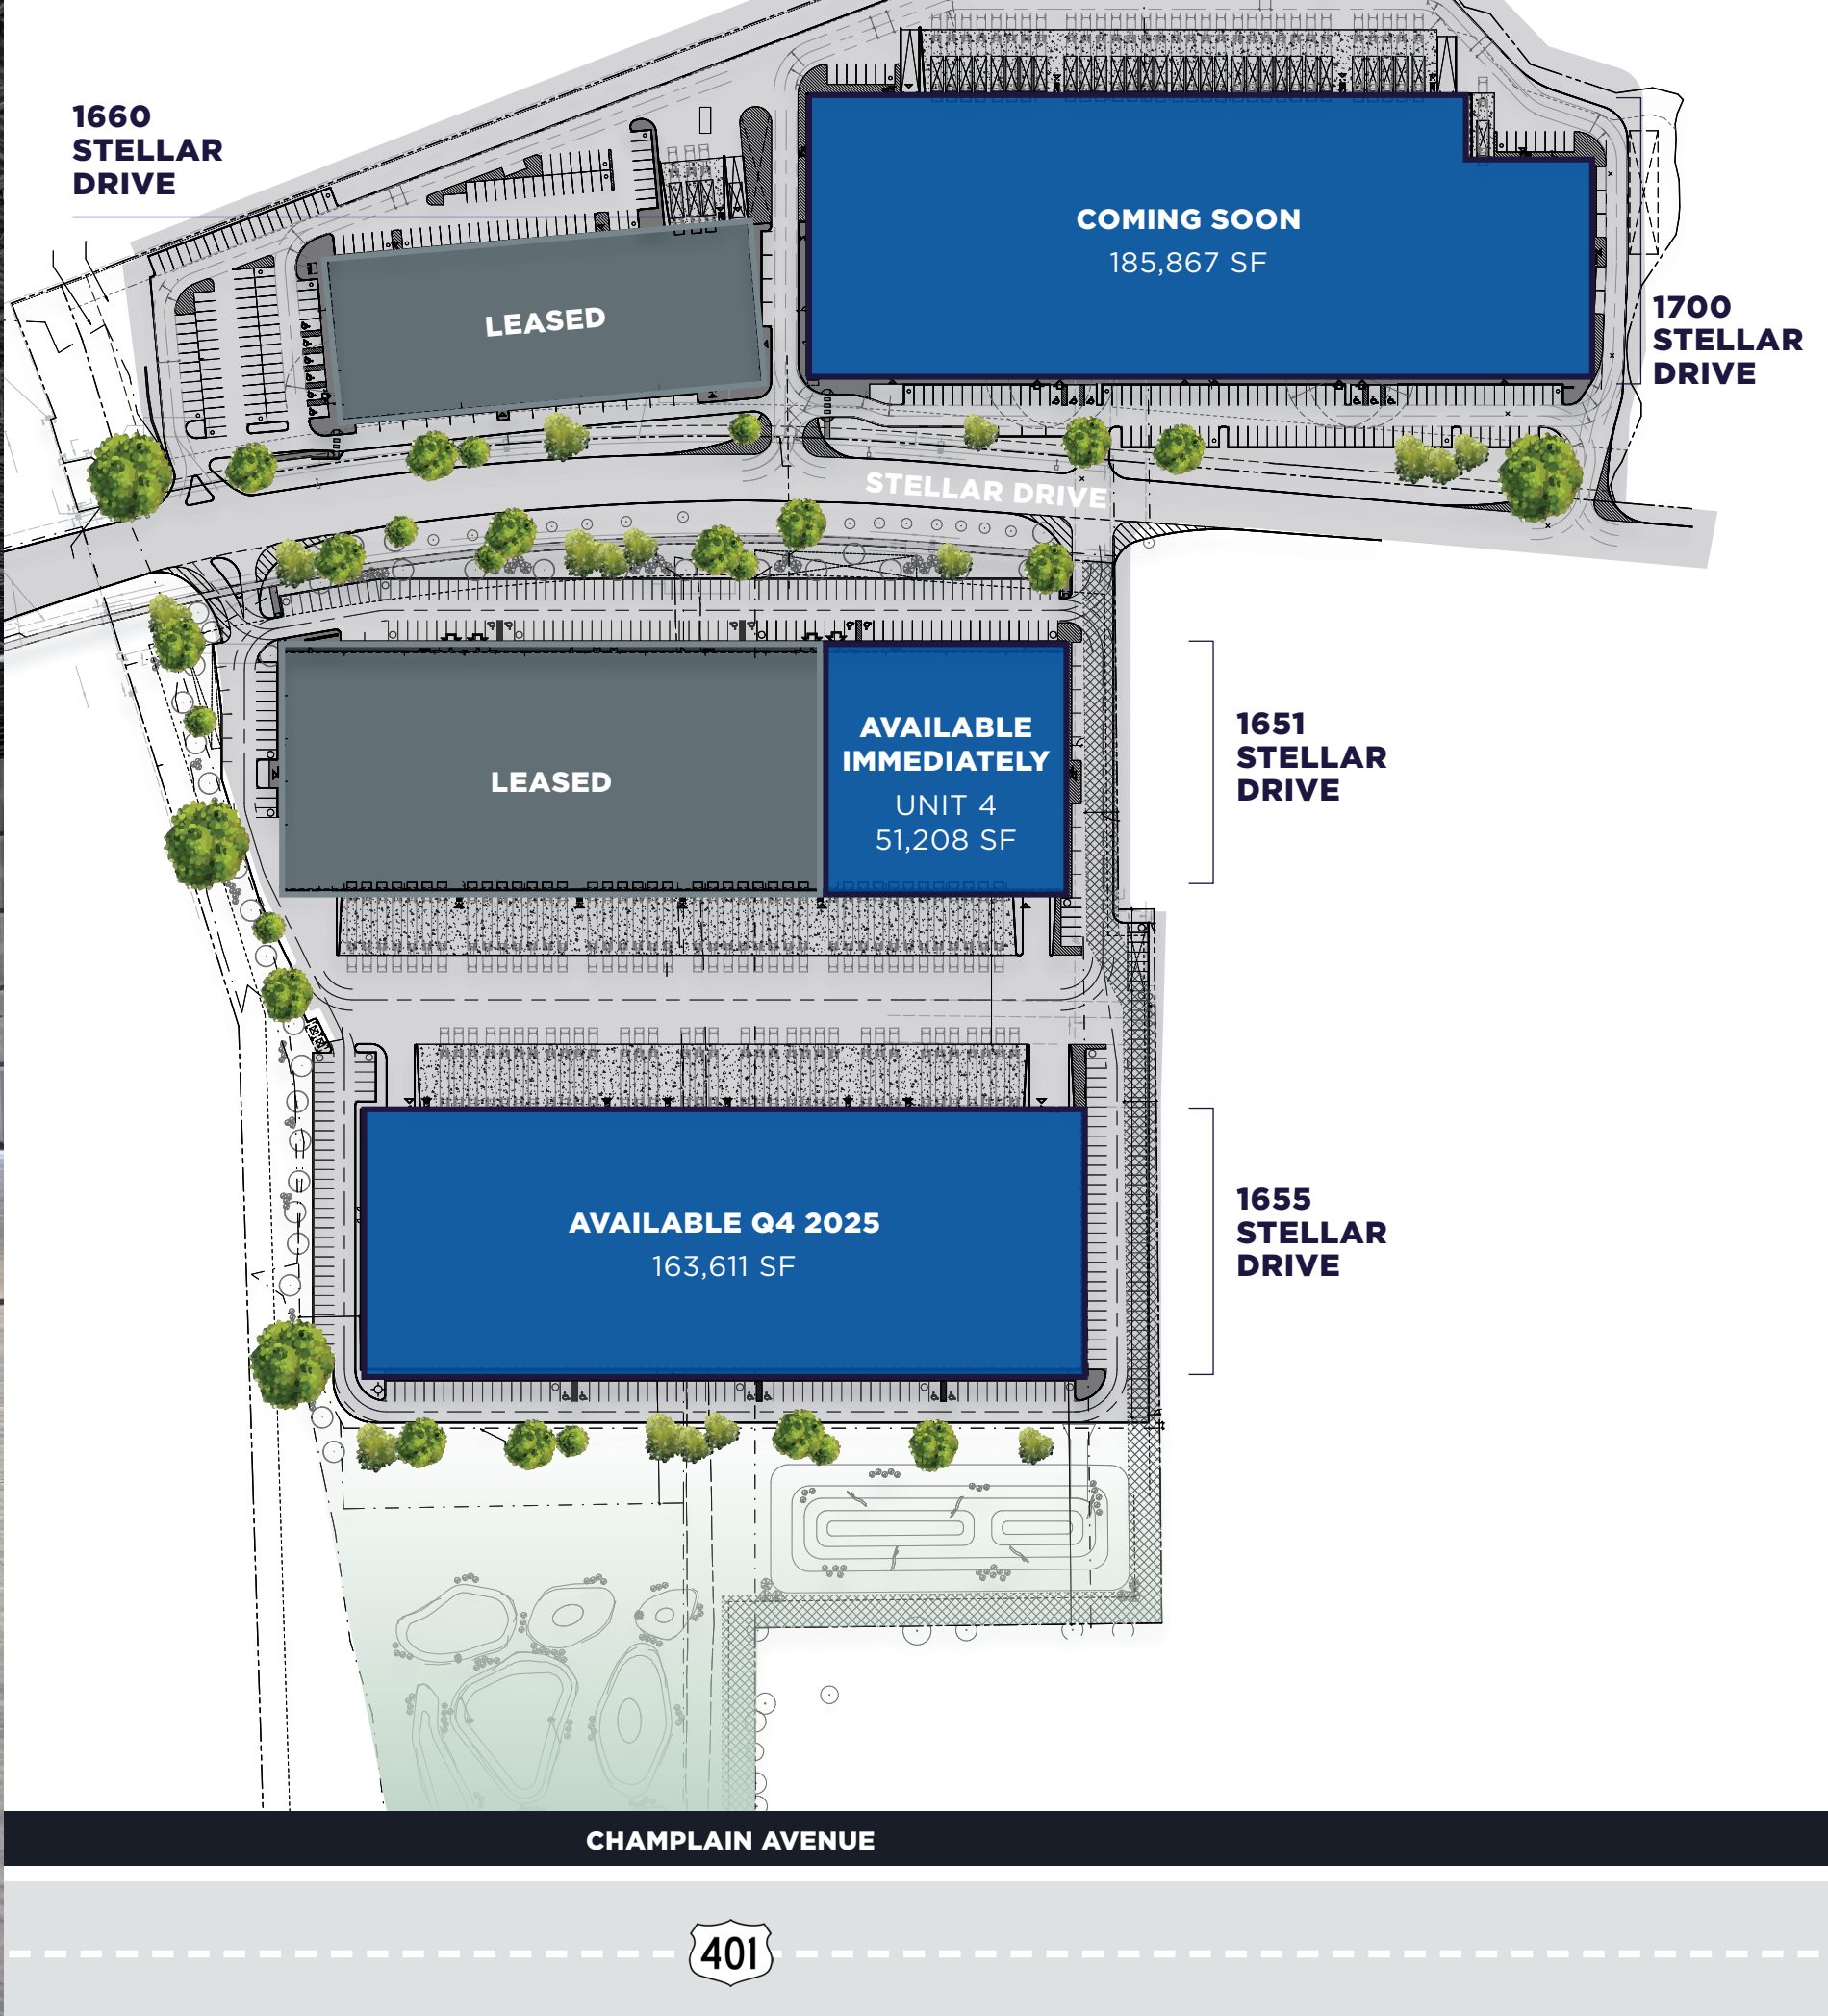 1660
STELLAR
DRIVE
COMING SOON
185,867 SF
LEASED
1700
STELLAR
DRIVE
STELLAR DRIVE
LEASED
AVAILABLE
IMMEDIATELY
UNIT 4
51,208 SF
1651
STELLAR
DRIVE
AVAILABLE Q4 2025
163,611 SF
1655
STELLAR
DRIVE
CHAMPLAIN AVENUE
401